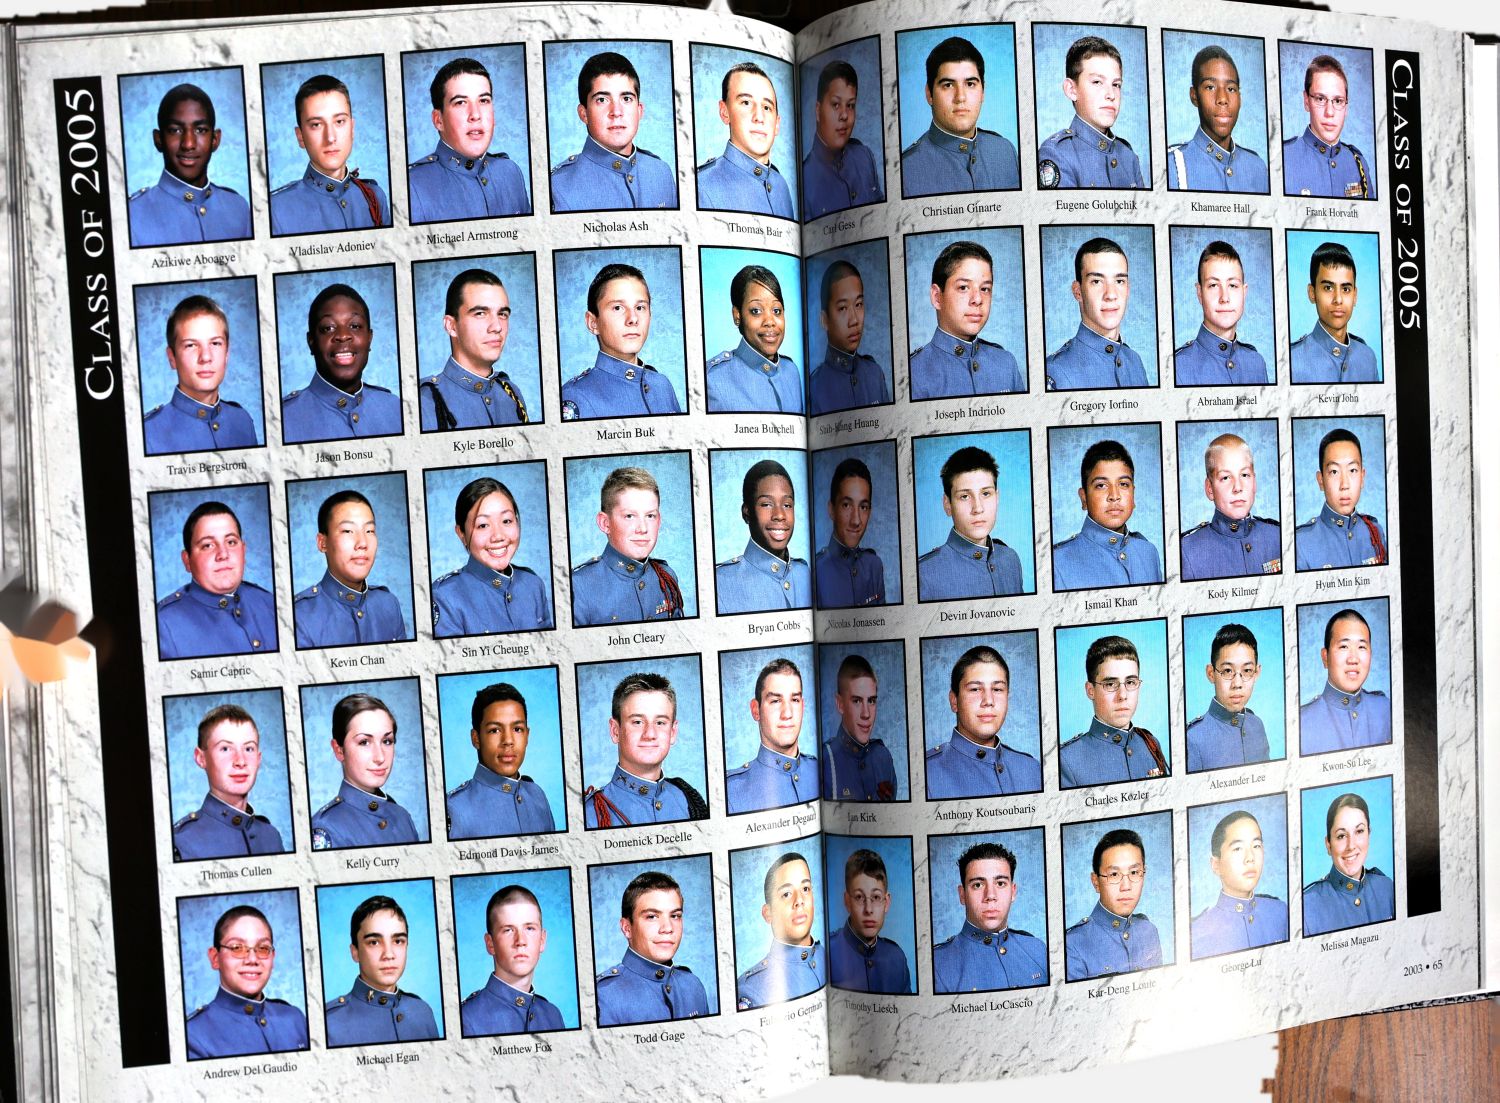 CLASS OF 2005
Azikiwe Aboagye
Vladislav Adoniev
Michael Armstrong
Nicholas Ash
Thomas Bair
Travis Bergstrom
Jason Bonsu
Kyle Borello
Marcin Buk
Janea Burchell
Samir Capric
Kevin Chan
Sin Yi Cheung
John Cleary
Bryan Cobbs
Thomas Cullen
Kelly Curry
Edmond Davis-James
Domenick Decelle
Alexander
Andrew Del Gaudio
Michael Egan
Matthew Fox
Todd Gage
Carl Gess
Christian Ginarte
Eugene Golubchik
Khamaree Hall
Frank Horvath
Huang
Joseph Indriolo
Gregory Iorfino
Abraham Israel
Kevin John
Nicolas Jonassen
Devin Jovanovic
Ismail Khan
Kody Kilmer
Hyun Min Kim
Ian Kirk
Anthony Koutsoubaris
Charles Kozler
Alexander Lee
Kwon-Su Lee
Timothy Liesch
Michael LoCascio
Kar-Deng Louie
George Lu
Melissa Magazu
CLASS OF 2005
2003 • 65